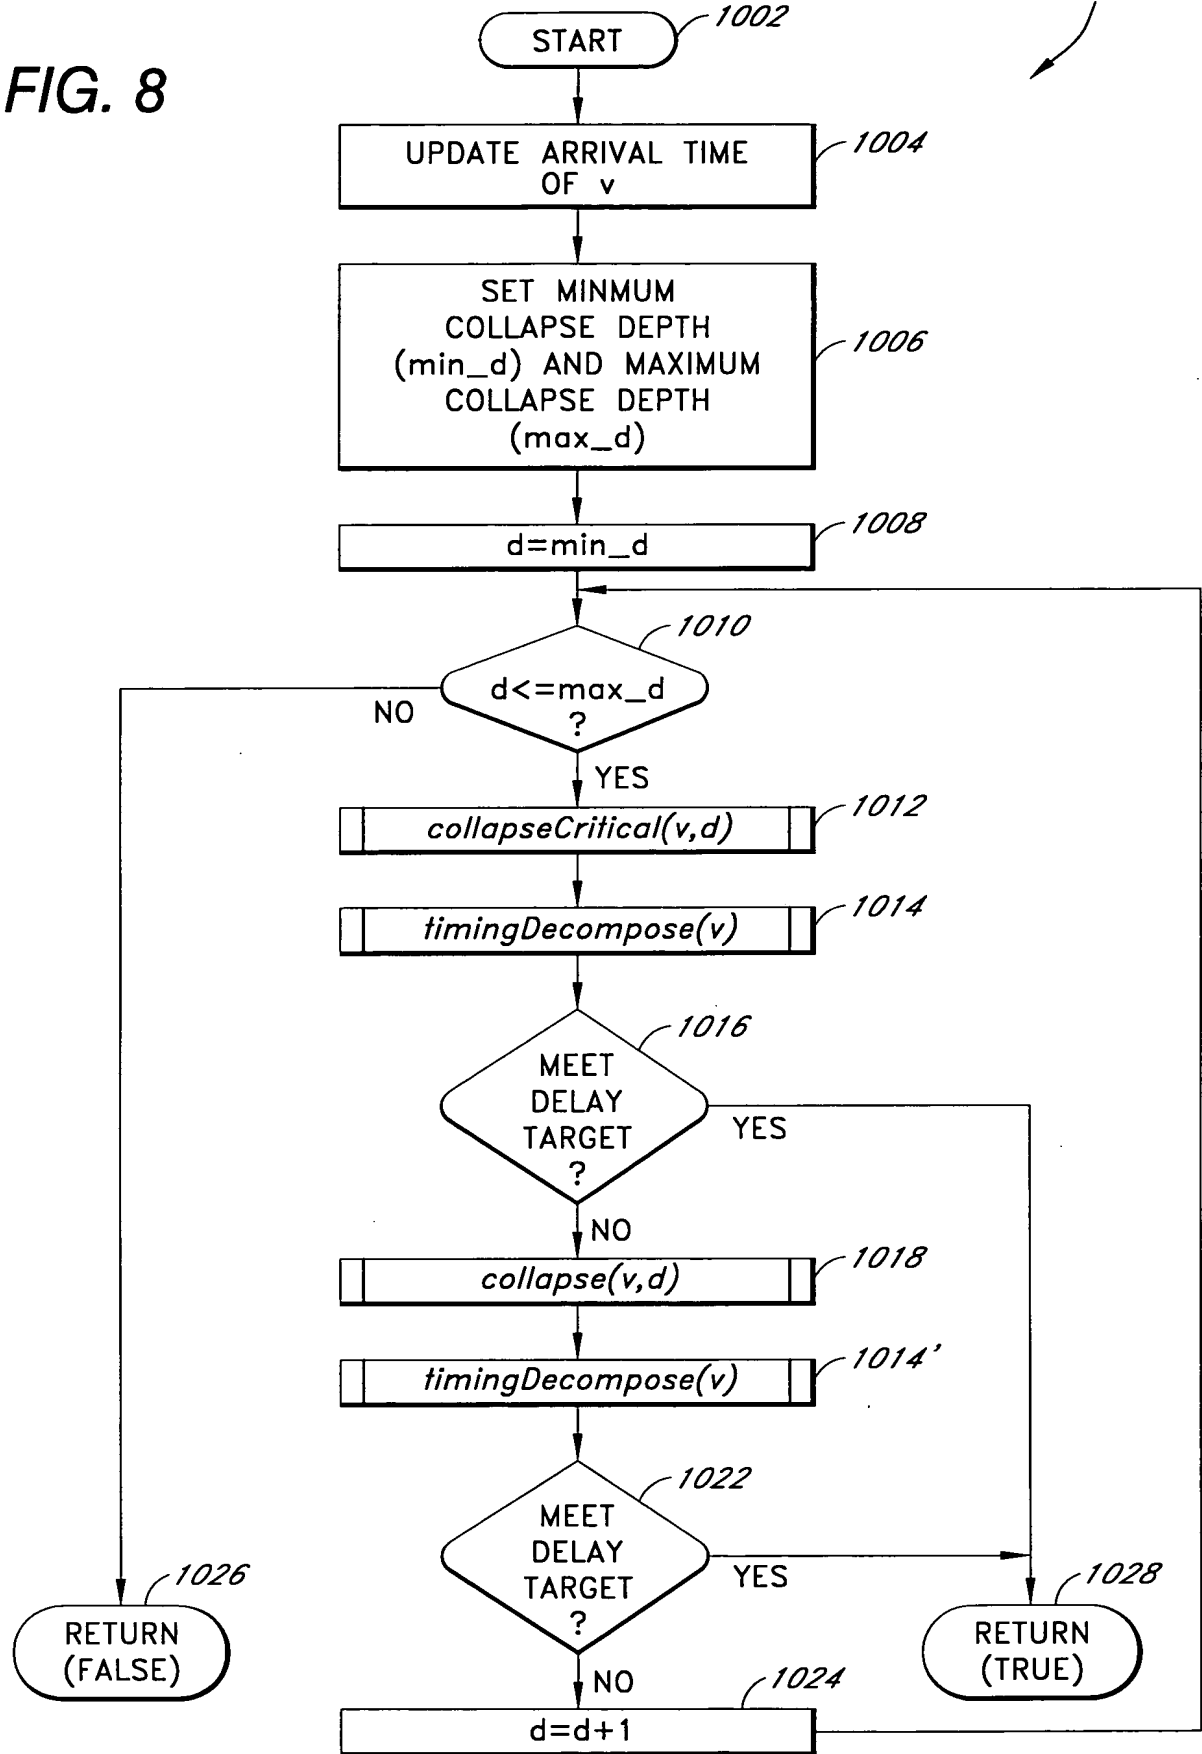 FIG. 8
START
1002
UPDATE ARRIVAL TIME
OF v
1004
SET MINMUM
COLLAPSE DEPTH
(min_d) AND MAXIMUM
COLLAPSE DEPTH
(max_d)
1006
d=min_d
1008
d<=max_d
?
1010
NO
YES
collapseCritical(v,d)
1012
timingDecompose(v)
1014
MEET
DELAY
TARGET
?
1016
YES
NO
collapse(v,d)
1018
timingDecompose(v)
1014'
MEET
DELAY
TARGET
?
1022
YES
NO
RETURN
(FALSE)
1026
RETURN
(TRUE)
1028
d=d+1
1024